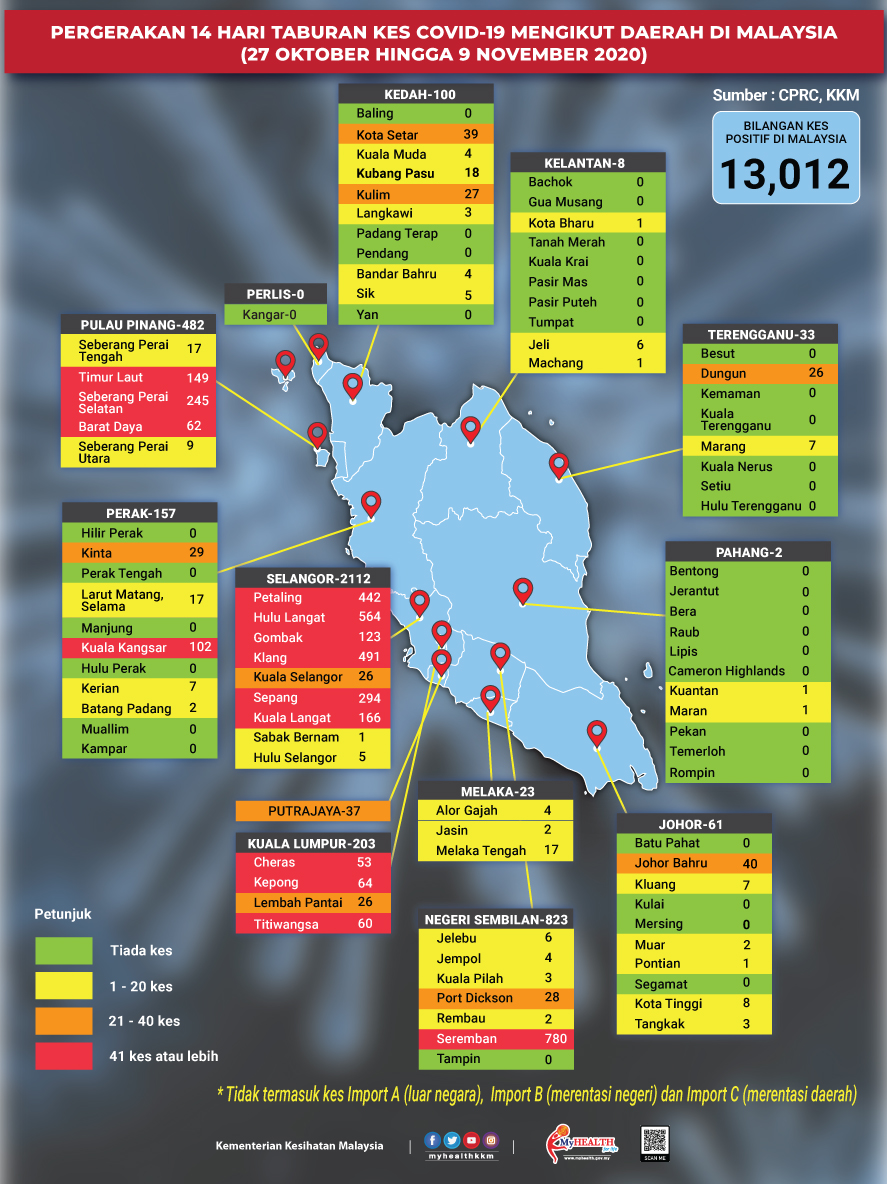 PERGERAKAN 14 HARI TABURAN KES COVID-19 MENGIKUT DAERAH DI MALAYSIA
(27 OKTOBER HINGGA 9 NOVEMBER 2020)
Sumber : CPRC, KKM
BILANGAN KES
POSITIF DI MALAYSIA
13,012
KEDAH-100
Baling 0
Kota Setar 39
Kuala Muda 4
Kubang Pasu 18
Kulim 27
Langkawi 3
Padang Terap 0
Pendang 0
Bandar Bahru 4
Sik 5
Yan 0
KELANTAN-8
Bachok 0
Gua Musang 0
Kota Bharu 1
Tanah Merah 0
Kuala Krai 0
Pasir Mas 0
Pasir Puteh 0
Tumpat 0
Jeli 6
Machang 1
PERLIS-0
Kangar-0
PULAU PINANG-482
Seberang Perai
Tengah 17
Timur Laut 149
Seberang Perai
Selatan 245
Barat Daya 62
Seberang Perai
Utara 9
TERENGGANU-33
Besut 0
Dungun 26
Kemaman 0
Kuala
Terengganu 0
Marang 7
Kuala Nerus 0
Setiu 0
Hulu Terengganu 0
PERAK-157
Hilir Perak 0
Kinta 29
Perak Tengah 0
Larut Matang,
Selama 17
Manjung 0
Kuala Kangsar 102
Hulu Perak 0
Kerian 7
Batang Padang 2
Muallim 0
Kampar 0
SELANGOR-2112
Petaling 442
Hulu Langat 564
Gombak 123
Klang 491
Kuala Selangor 26
Sepang 294
Kuala Langat 166
Sabak Bernam 1
Hulu Selangor 5
PAHANG-2
Bentong 0
Jerantut 0
Bera 0
Raub 0
Lipis 0
Cameron Highlands 0
Kuantan 1
Maran 1
Pekan 0
Temerloh 0
Rompin 0
PUTRAJAYA-37
KUALA LUMPUR-203
Cheras 53
Kepong 64
Lembah Pantai 26
Titiwangsa 60
MELAKA-23
Alor Gajah 4
Jasin 2
Melaka Tengah 17
JOHOR-61
Batu Pahat 0
Johor Bahru 40
Kluang 7
Kulai 0
Mersing 0
Muar 2
Pontian 1
Segamat 0
Kota Tinggi 8
Tangkak 3
NEGERI SEMBILAN-823
Jelebu 6
Jempol 4
Kuala Pilah 3
Port Dickson 28
Rembau 2
Seremban 780
Tampin 0
Petunjuk
Tiada kes
1 - 20 kes
21 - 40 kes
41 kes atau lebih
* Tidak termasuk kes Import A (luar negara), Import B (merentasi negeri) dan Import C (merentasi daerah)
Kementerian Kesihatan Malaysia
myhealthkkm
MyHEALTH
for life
www.myhealth.gov.my
SCAN ME